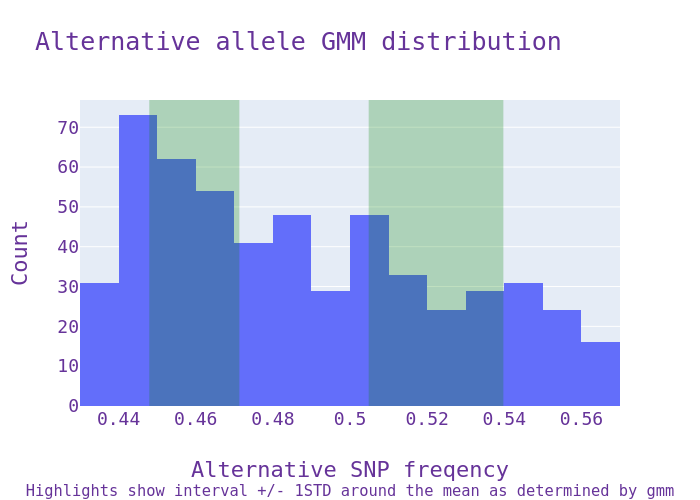 Alternative allele GMM distribution
70
60
50
40
30
20
10
0
Count
0.44 0.46 0.48 0.5 0.52 0.54 0.56
Alternative SNP freqency
Highlights show interval +/- 1STD around the mean as determined by gmm